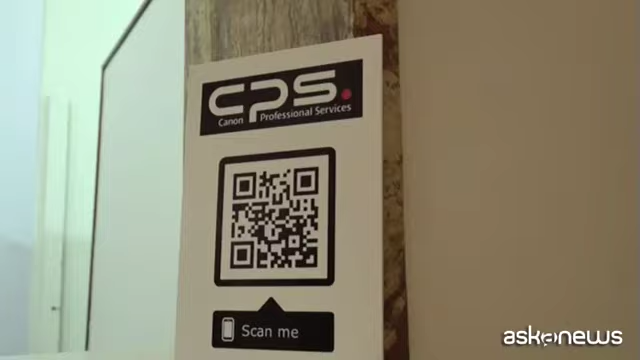 CPS.
Canon Professional Services
Scan me
askanews